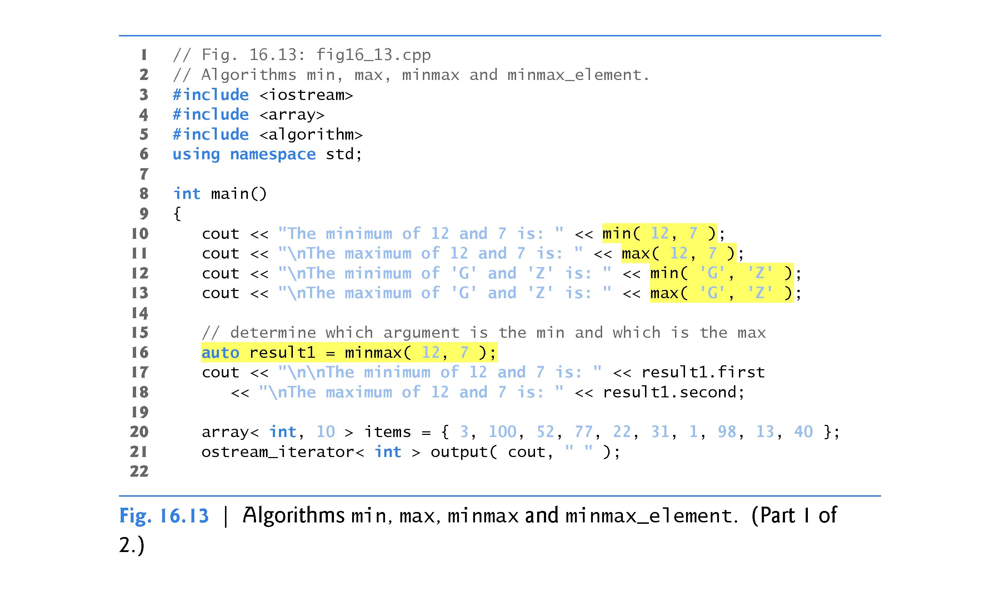 1 // Fig. 16.13: fig16_13.cpp
2 // Algorithms min, max, minmax and minmax_element.
3 #include <iostream>
4 #include <array>
5 #include <algorithm>
6 using namespace std;
7
8 int main()
9 {
10 cout << "The minimum of 12 and 7 is: " << min( 12, 7 );
11 cout << "\nThe maximum of 12 and 7 is: " << max( 12, 7 );
12 cout << "\nThe minimum of 'G' and 'Z' is: " << min( 'G', 'Z' );
13 cout << "\nThe maximum of 'G' and 'Z' is: " << max( 'G', 'Z' );
14
15 // determine which argument is the min and which is the max
16 auto result1 = minmax( 12, 7 );
17 cout << "\n\nThe minimum of 12 and 7 is: " << result1.first
18 << "\nThe maximum of 12 and 7 is: " << result1.second;
19
20 array< int, 10 > items = { 3, 100, 52, 77, 22, 31, 1, 98, 13, 40 };
21 ostream_iterator< int > output( cout, " " );
22
Fig. 16.13 | Algorithms min, max, minmax and minmax_element. (Part 1 of
2.)